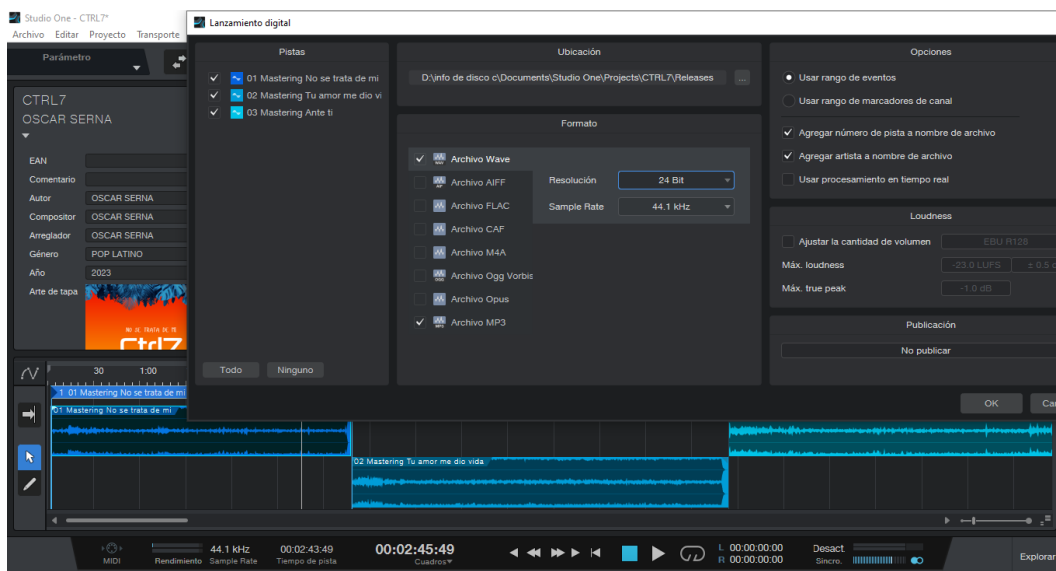 Studio One - CTRL7*
Archivo Editar Proyecto Transporte
Parámetro
CTRL7
OSCAR SERNA
EAN
Comentario
Autor OSCAR SERNA
Compositor OSCAR SERNA
Arreglador OSCAR SERNA
Género POP LATINO
Año 2023
Arte de tapa
NO SE TRATA DE TI
Ctrl7
Lanzamiento digital
Pistas
01 Mastering No se trata de mi
02 Mastering Tu amor me dio vi
03 Mastering Ante ti
Todo Ninguno
Ubicación
D:\info de disco c\Documents\Studio One\Projects\CTRL7\Releases ...
Formato
Archivo Wave
Archivo AIFF
Archivo FLAC
Archivo CAF
Archivo M4A
Archivo Ogg Vorbis
Archivo Opus
Archivo MP3
Resolución 24 Bit
Sample Rate 44.1 kHz
Opciones
Usar rango de eventos
Usar rango de marcadores de canal
Agregar número de pista a nombre de archivo
Agregar artista a nombre de archivo
Usar procesamiento en tiempo real
Loudness
Ajustar la cantidad de volumen EBU R128
Máx. loudness -23.0 LUFS ± 0.5
Máx. true peak -1.0 dB
Publicación
No publicar
OK Ca
30 1:00
1 01 Mastering No se trata de mi
01 Mastering No se trata de mi
02 Mastering Tu amor me dio vida
MIDI
Rendimiento
44.1 kHz
Sample Rate
00:02:43:49
Tiempo de pista
00:02:45:49
Cuadros
L 00:00:00:00
R 00:00:00:00
Desact.
Sincro.
Explorar